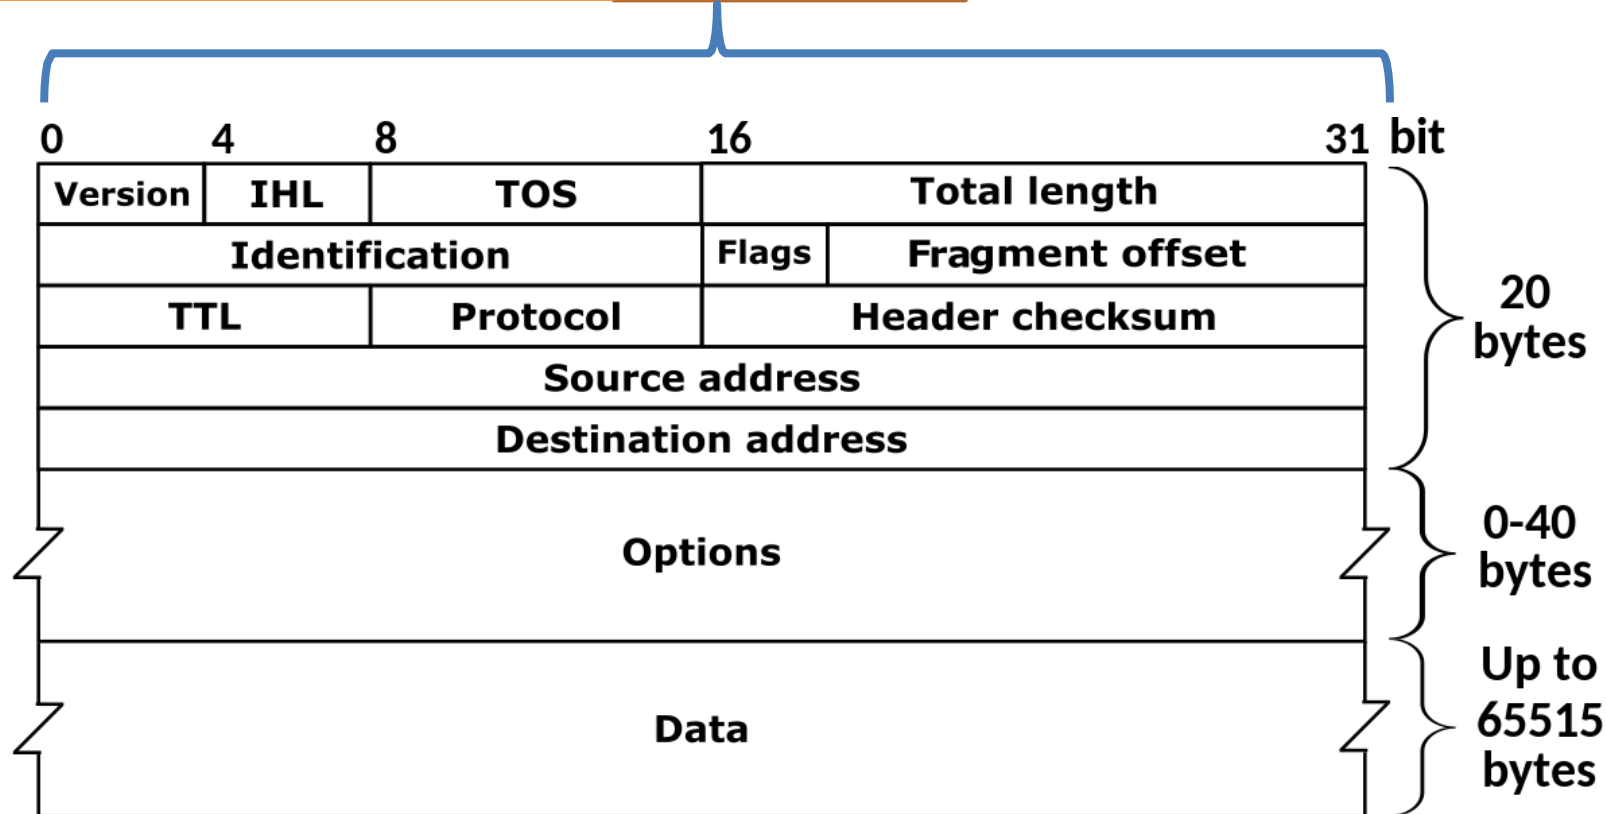 0 4 8 16 31 bit
Version IHL TOS Total length
Identification Flags Fragment offset
20
bytes
TTL Protocol Header checksum
Source address
Destination address
Options
0-40
bytes
Data
Up to
65515
bytes